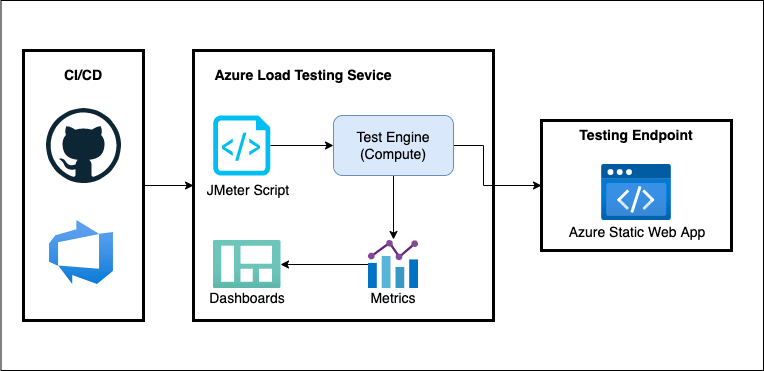 CI/CD
Azure Load Testing Sevice
JMeter Script
Test Engine
(Compute)
Dashboards
Metrics
Testing Endpoint
Azure Static Web App